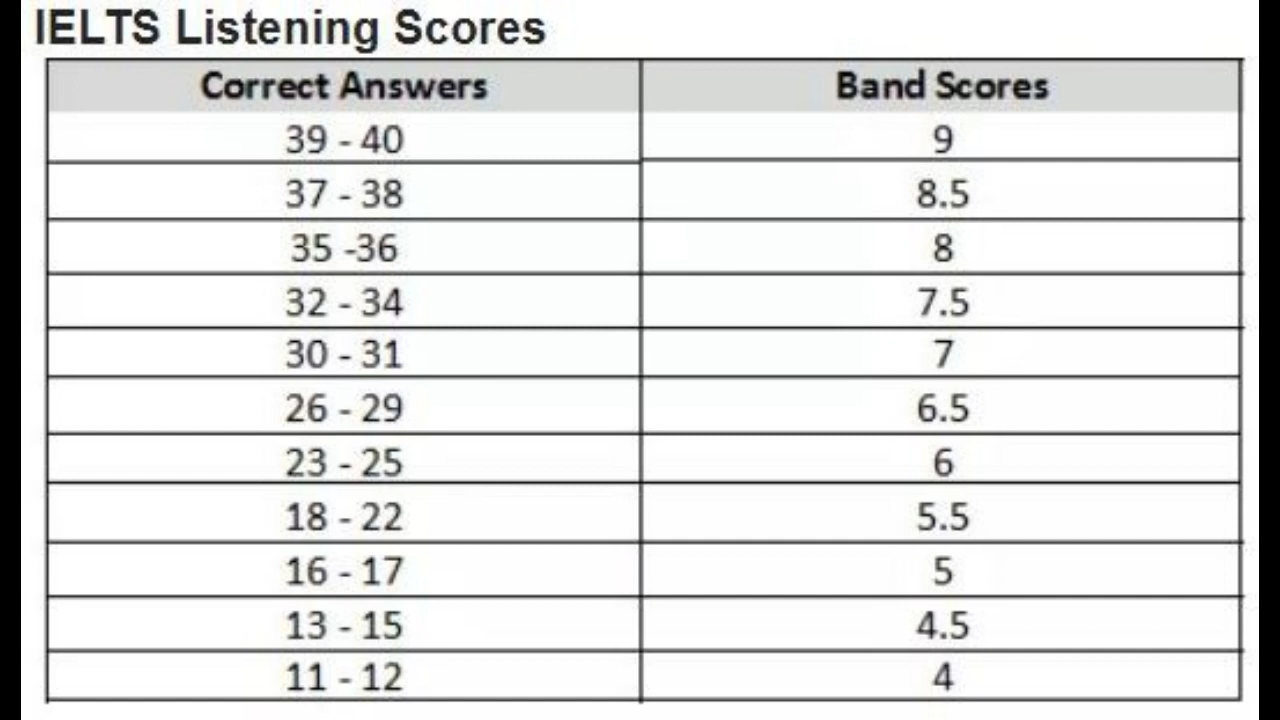 IELTS Listening Scores
Correct Answers Band Scores
39 - 40 9
37 - 38 8.5
35 -36 8
32 - 34 7.5
30 - 31 7
26 - 29 6.5
23 - 25 6
18 - 22 5.5
16 - 17 5
13 - 15 4.5
11 - 12 4